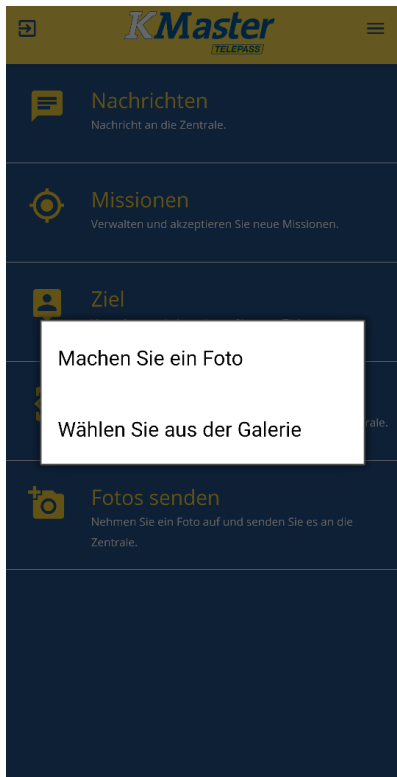 KMaster
TELEPASS
Nachrichten
Nachricht an die Zentrale.
Missionen
Verwalten und akzeptieren Sie neue Missionen.
Ziel
Machen Sie ein Foto
rale.
Wählen Sie aus der Galerie
Fotos senden
Nehmen Sie ein Foto auf und senden Sie es an die
Zentrale.